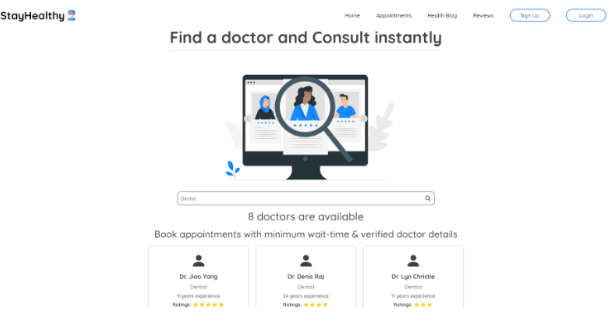 StayHealthy
Home Appointments Health Blog Reviews Sign Up Login
Find a doctor and Consult instantly
Dentist
8 doctors are available
Book appointments with minimum wait-time & verified doctor details
Dr. Jiao Yang
Dentist
9 years experience
Ratings:
Dr. Denis Raj
Dentist
24 years experience
Ratings:
Dr. Lyn Christie
Dentist
11 years experience
Ratings: